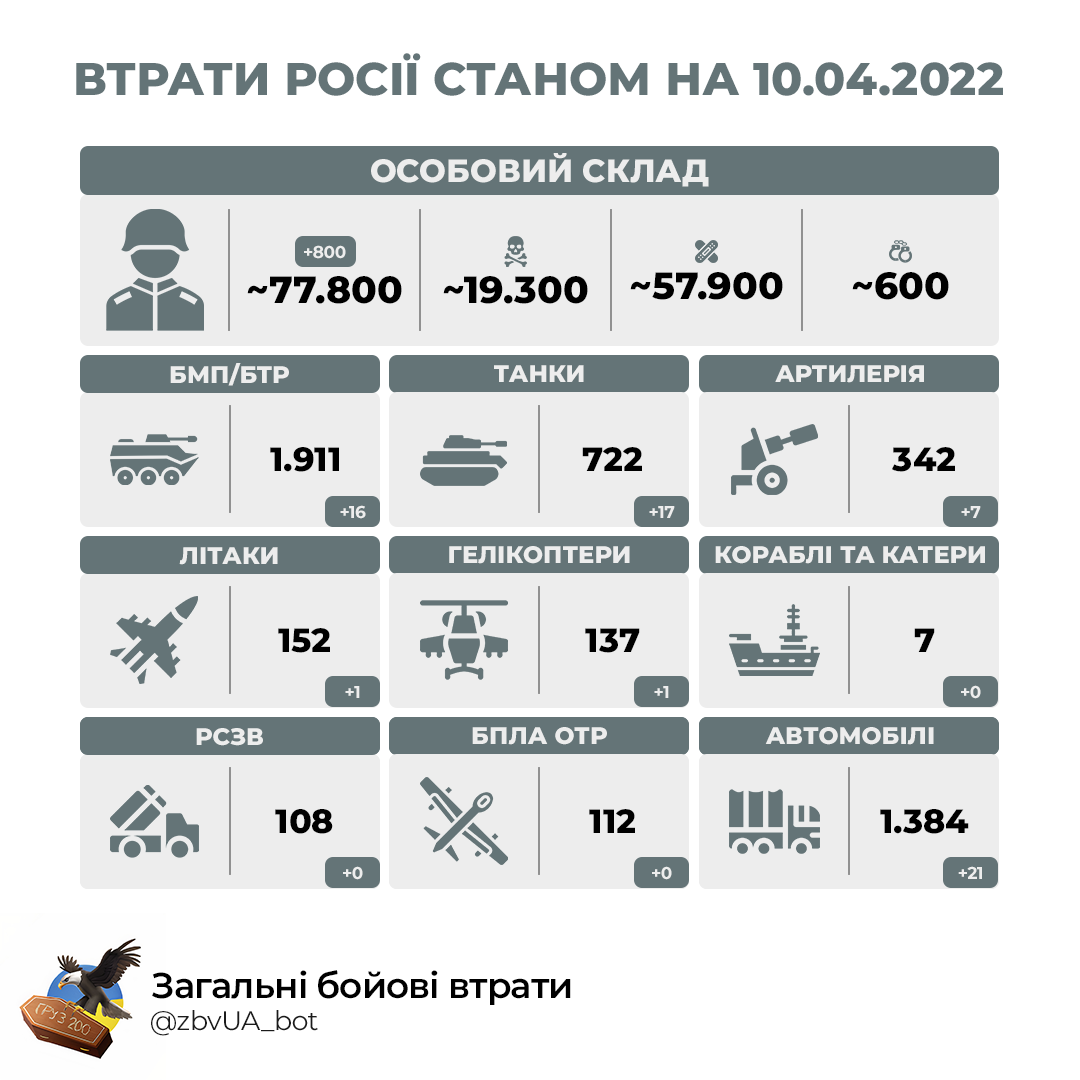 ВТРАТИ РОСІЇ СТАНОМ НА 10.04.2022
ОСОБОВИЙ СКЛАД
+800
~77.800
~19.300
~57.900
~600
БМП/БТР
1.911
+16
ТАНКИ
722
+17
АРТИЛЕРІЯ
342
+7
ЛІТАКИ
152
+1
ГЕЛІКОПТЕРИ
137
+1
КОРАБЛІ ТА КАТЕРИ
7
+0
РСЗВ
108
+0
БПЛА ОТР
112
+0
АВТОМОБІЛІ
1.384
+21
ГРУЗ 200
Загальні бойові втрати
@zbvUA_bot